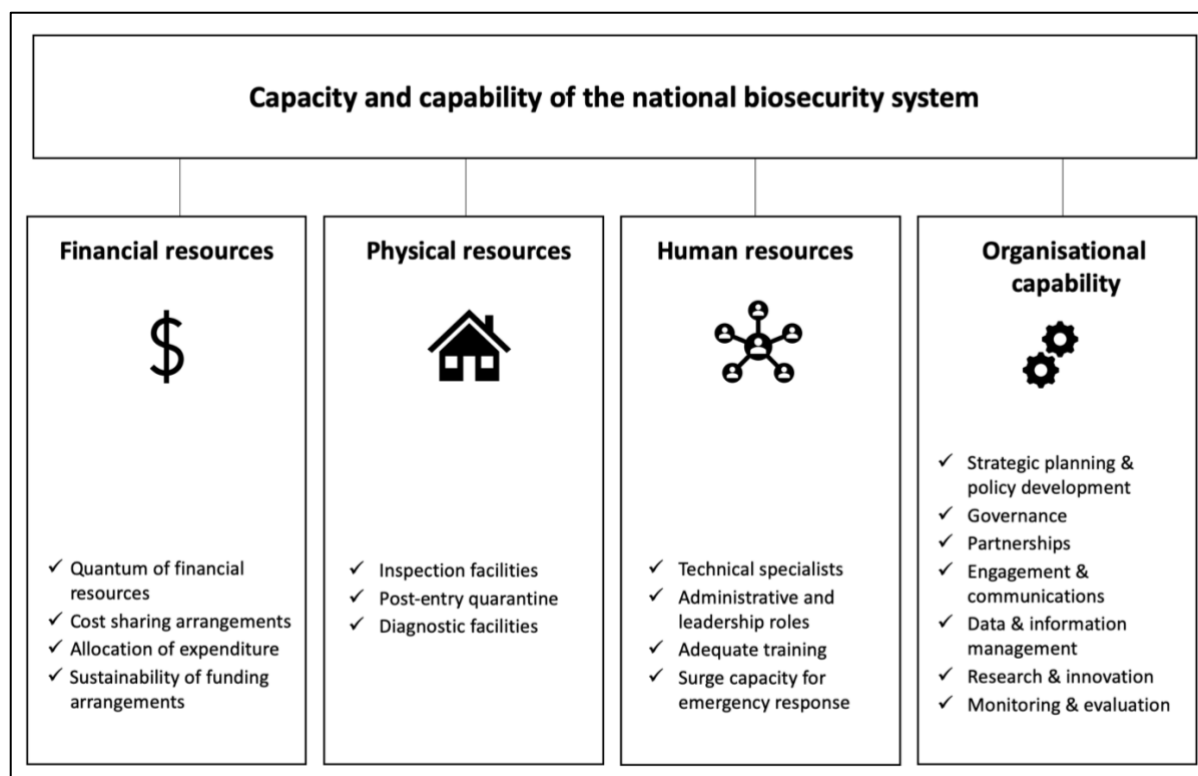 Capacity and capability of the national biosecurity system
Financial resources
$
✓ Quantum of financial
resources
✓ Cost sharing arrangements
✓ Allocation of expenditure
✓ Sustainability of funding
arrangements
Physical resources
✓ Inspection facilities
✓ Post-entry quarantine
✓ Diagnostic facilities
Human resources
✓ Technical specialists
✓ Administrative and
leadership roles
✓ Adequate training
✓ Surge capacity for
emergency response
Organisational
capability
✓ Strategic planning &
policy development
✓ Governance
✓ Partnerships
✓ Engagement &
communications
✓ Data & information
management
✓ Research & innovation
✓ Monitoring & evaluation